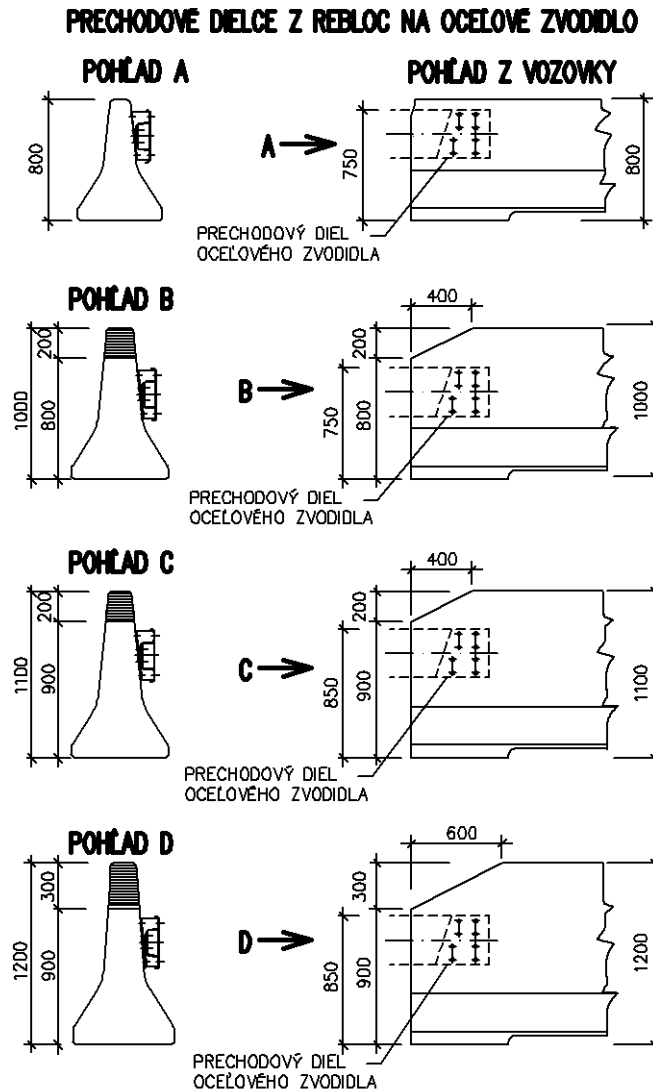 PRECHODOVÉ DIELCE Z REBLOC NA OCEĽOVÉ ZVODIDLO
POHĽAD A
POHĽAD Z VOZOVKY
800
A
750
800
PRECHODOVÝ DIEL
OCEĽOVÉHO ZVODIDLA
POHĽAD B
400
200
1000
800
B
200
750
800
1000
PRECHODOVÝ DIEL
OCEĽOVÉHO ZVODIDLA
POHĽAD C
400
200
1100
900
C
200
850
900
1100
PRECHODOVÝ DIEL
OCEĽOVÉHO ZVODIDLA
POHĽAD D
600
300
1200
900
D
300
850
900
1200
PRECHODOVÝ DIEL
OCEĽOVÉHO ZVODIDLA